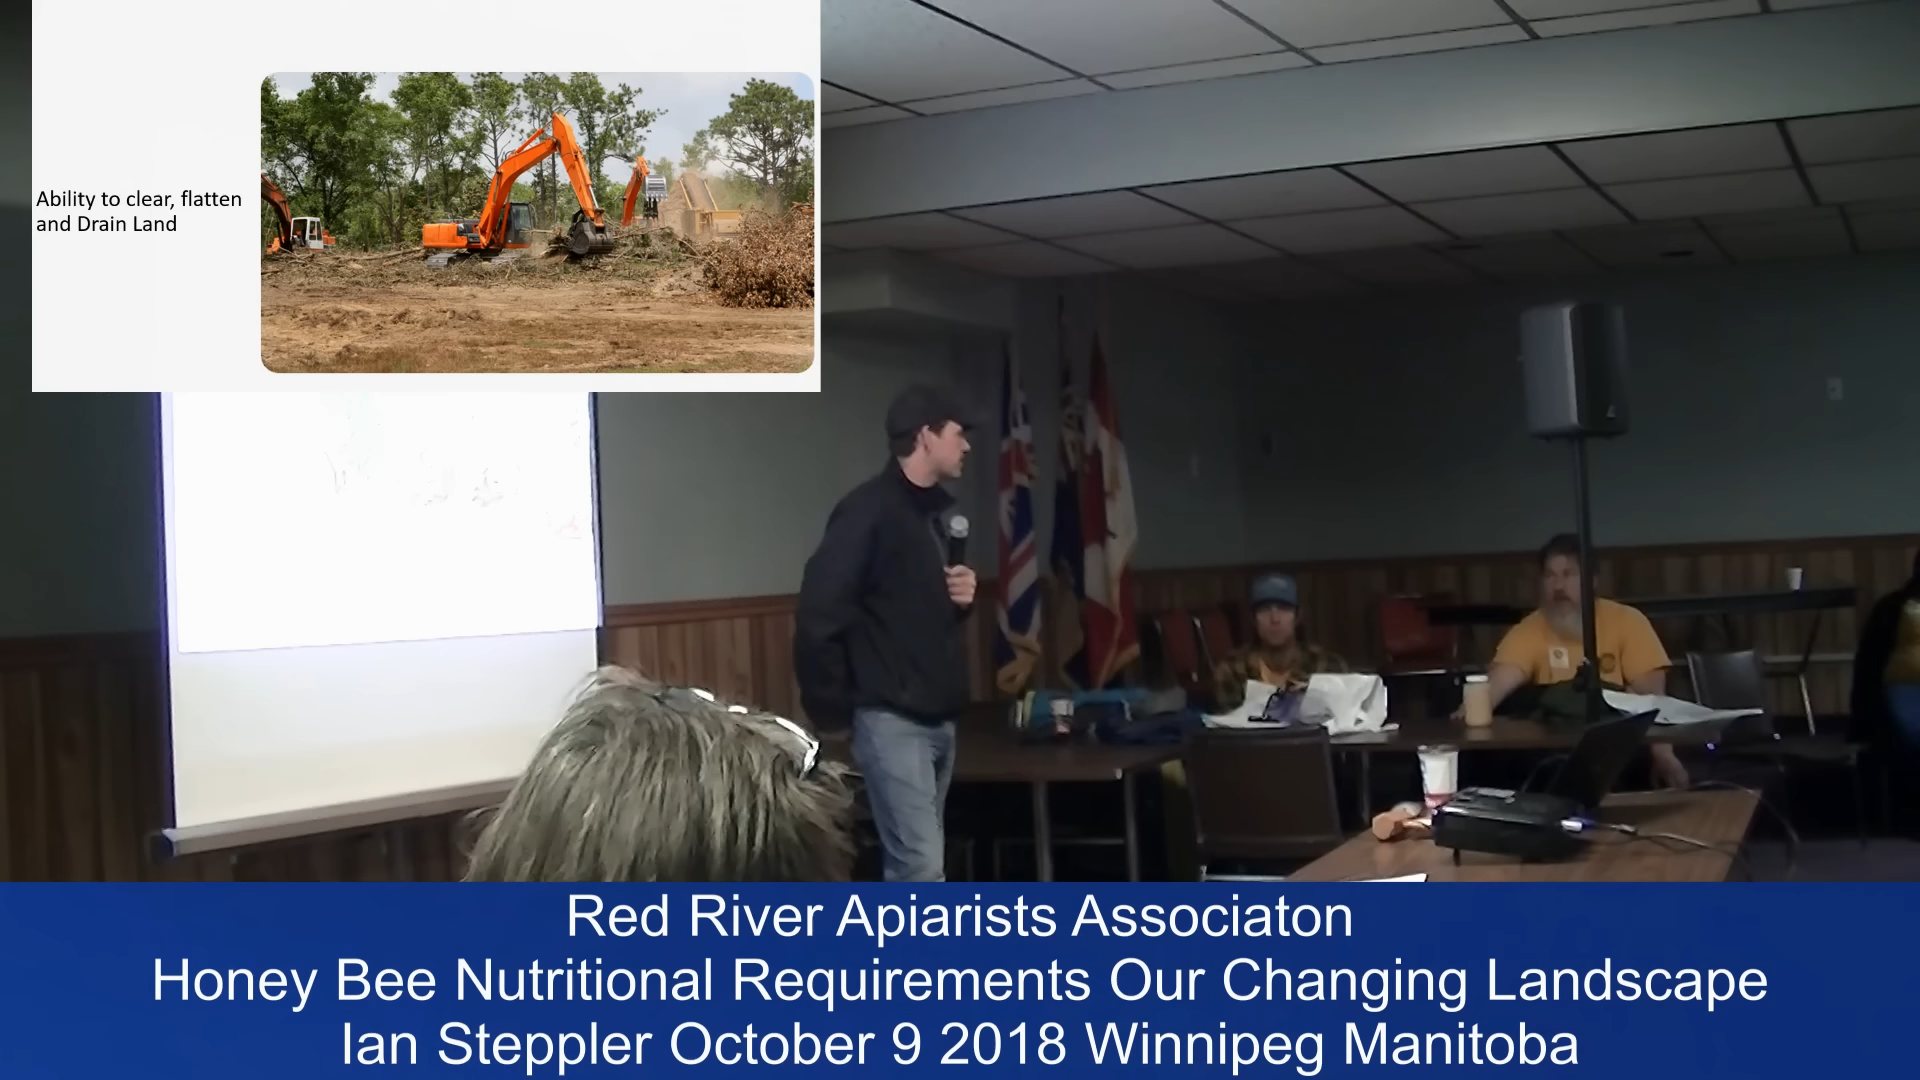 Ability to clear, flatten
and Drain Land
Red River Apiarists Associaton
Honey Bee Nutritional Requirements Our Changing Landscape
Ian Steppler October 9 2018 Winnipeg Manitoba